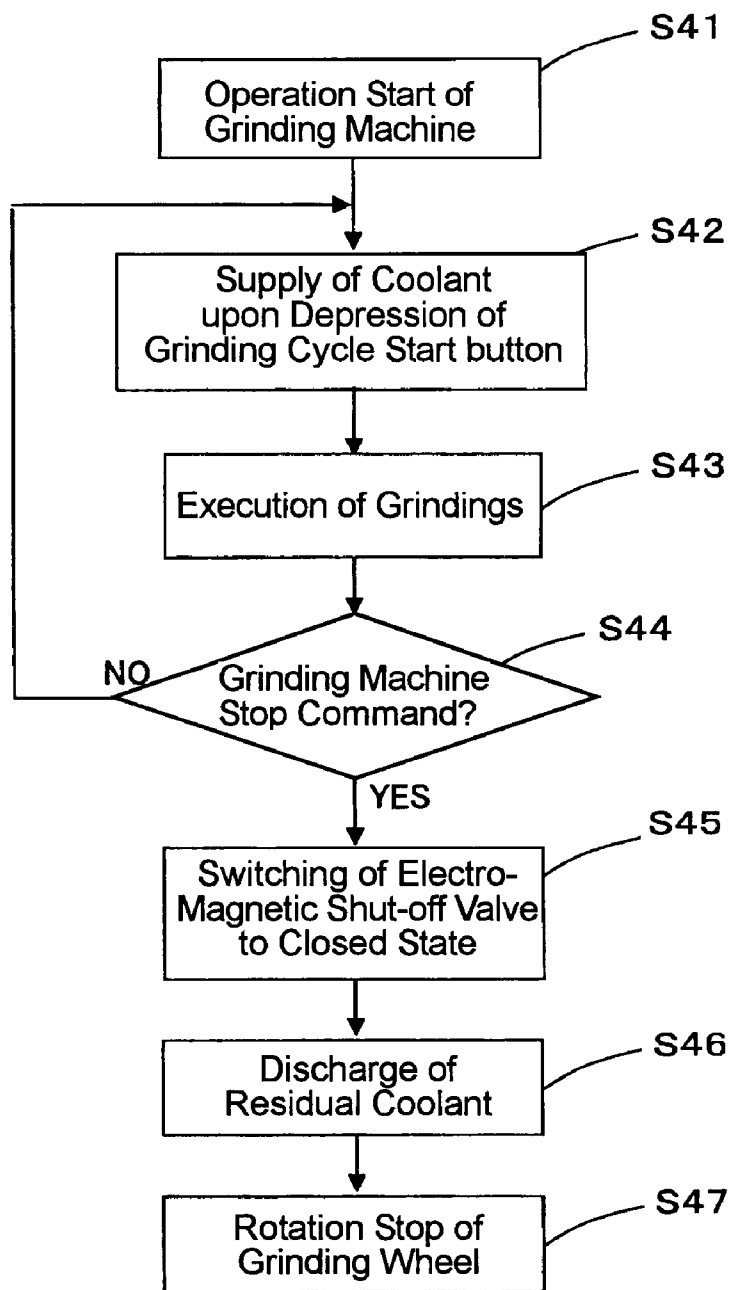 S41
Operation Start of
Grinding Machine
S42
Supply of Coolant
upon Depression of
Grinding Cycle Start button
S43
Execution of Grindings
S44
NO
Grinding Machine
Stop Command?
YES
S45
Switching of Electro-
Magnetic Shut-off Valve
to Closed State
S46
Discharge of
Residual Coolant
S47
Rotation Stop of
Grinding Wheel